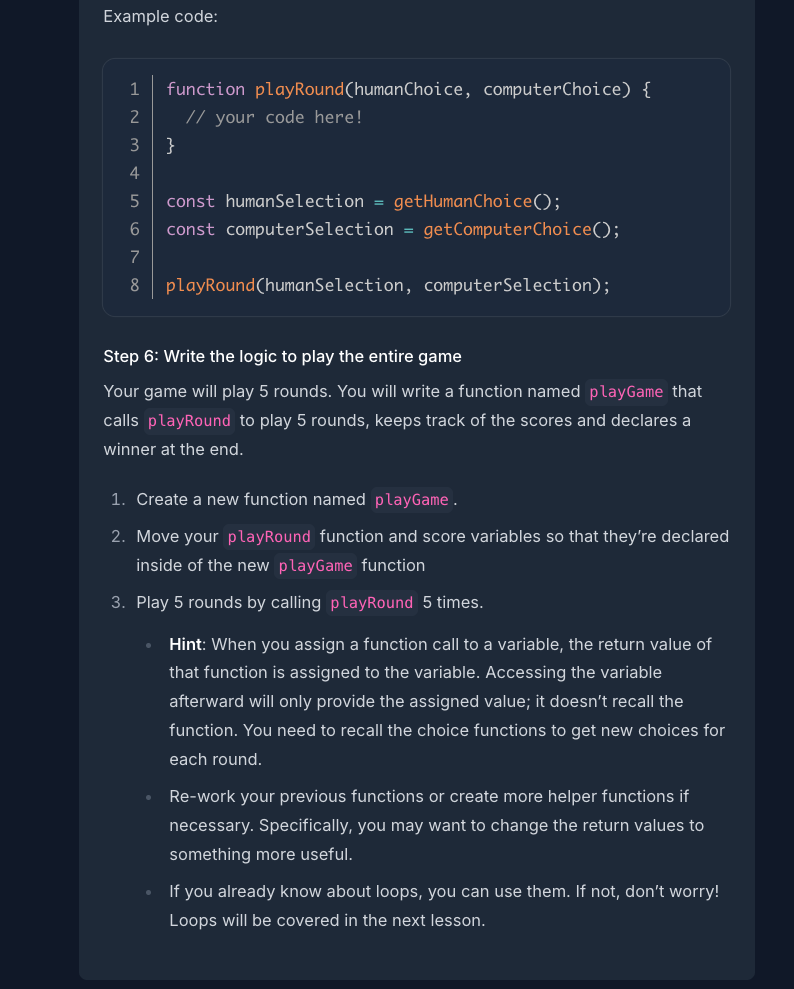 Example code:
1 function playRound(humanChoice, computerChoice) {
2 // your code here!
3 }
4
5 const humanSelection = getHumanChoice();
6 const computerSelection = getComputerChoice();
7
8 playRound(humanSelection, computerSelection);
Step 6: Write the logic to play the entire game
Your game will play 5 rounds. You will write a function named playGame that
calls playRound to play 5 rounds, keeps track of the scores and declares a
winner at the end.
1. Create a new function named playGame.
2. Move your playRound function and score variables so that they’re declared
inside of the new playGame function
3. Play 5 rounds by calling playRound 5 times.
• Hint: When you assign a function call to a variable, the return value of
that function is assigned to the variable. Accessing the variable
afterward will only provide the assigned value; it doesn’t recall the
function. You need to recall the choice functions to get new choices for
each round.
• Re-work your previous functions or create more helper functions if
necessary. Specifically, you may want to change the return values to
something more useful.
• If you already know about loops, you can use them. If not, don’t worry!
Loops will be covered in the next lesson.